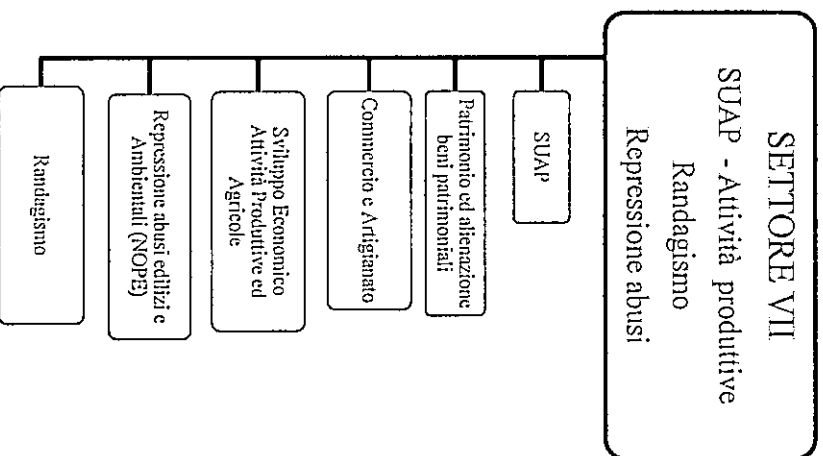 SETTORE VII
SUAP - Attività produttive
Randagismo
Repressione abusi
SUAP
Patrimonio ed alienazione
beni patrimoniali
Commercio e Artigianato
Sviluppo Economico
Attività Produttive ed
Agricole
Repressione abusi edilizi e
Ambientali (NOPE)
Randagismo